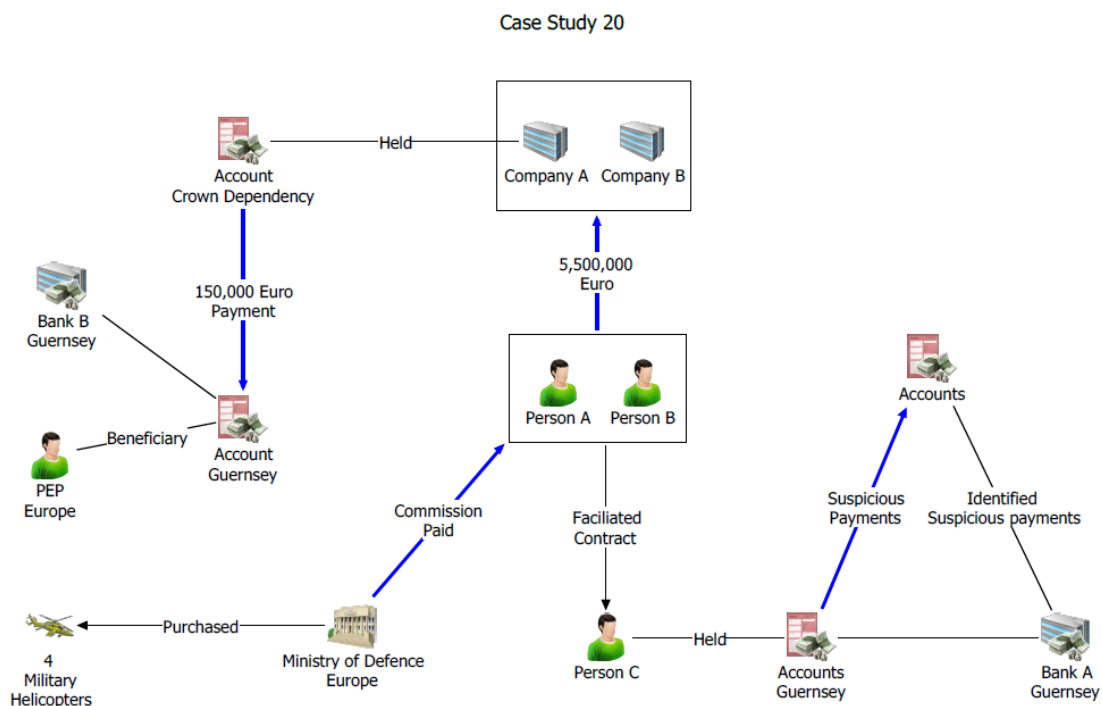 Case Study 20
Account
Crown Dependency
Held
Company A
Company B
5,500,000
Euro
150,000 Euro
Payment
Bank B
Guernsey
Beneficiary
Account
Guernsey
PEP
Europe
Person A
Person B
Accounts
Commission
Paid
Faciliated
Contract
Suspicious
Payments
Identified
Suspicious payments
Purchased
4
Military
Helicopters
Ministry of Defence
Europe
Person C
Held
Accounts
Guernsey
Bank A
Guernsey